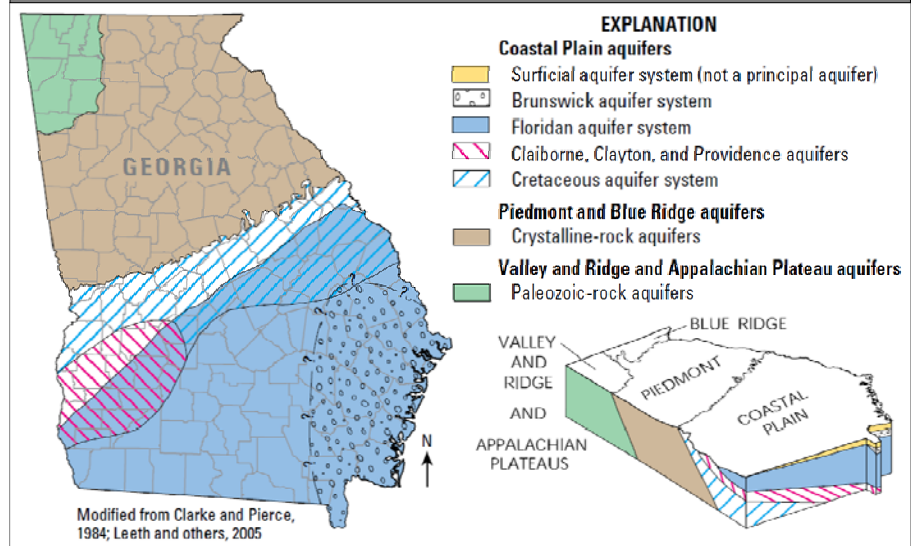 EXPLANATION
Coastal Plain aquifers
Surficial aquifer system (not a principal aquifer)
Brunswick aquifer system
Floridan aquifer system
Claiborne, Clayton, and Providence aquifers
Cretaceous aquifer system
Piedmont and Blue Ridge aquifers
Crystalline-rock aquifers
Valley and Ridge and Appalachian Plateau aquifers
Paleozoic-rock aquifers
GEORGIA
?
?
?
?
N
Modified from Clarke and Pierce,
1984; Leeth and others, 2005
BLUE RIDGE
VALLEY
AND
RIDGE
AND
APPALACHIAN
PLATEAUS
PIEDMONT
COASTAL
PLAIN